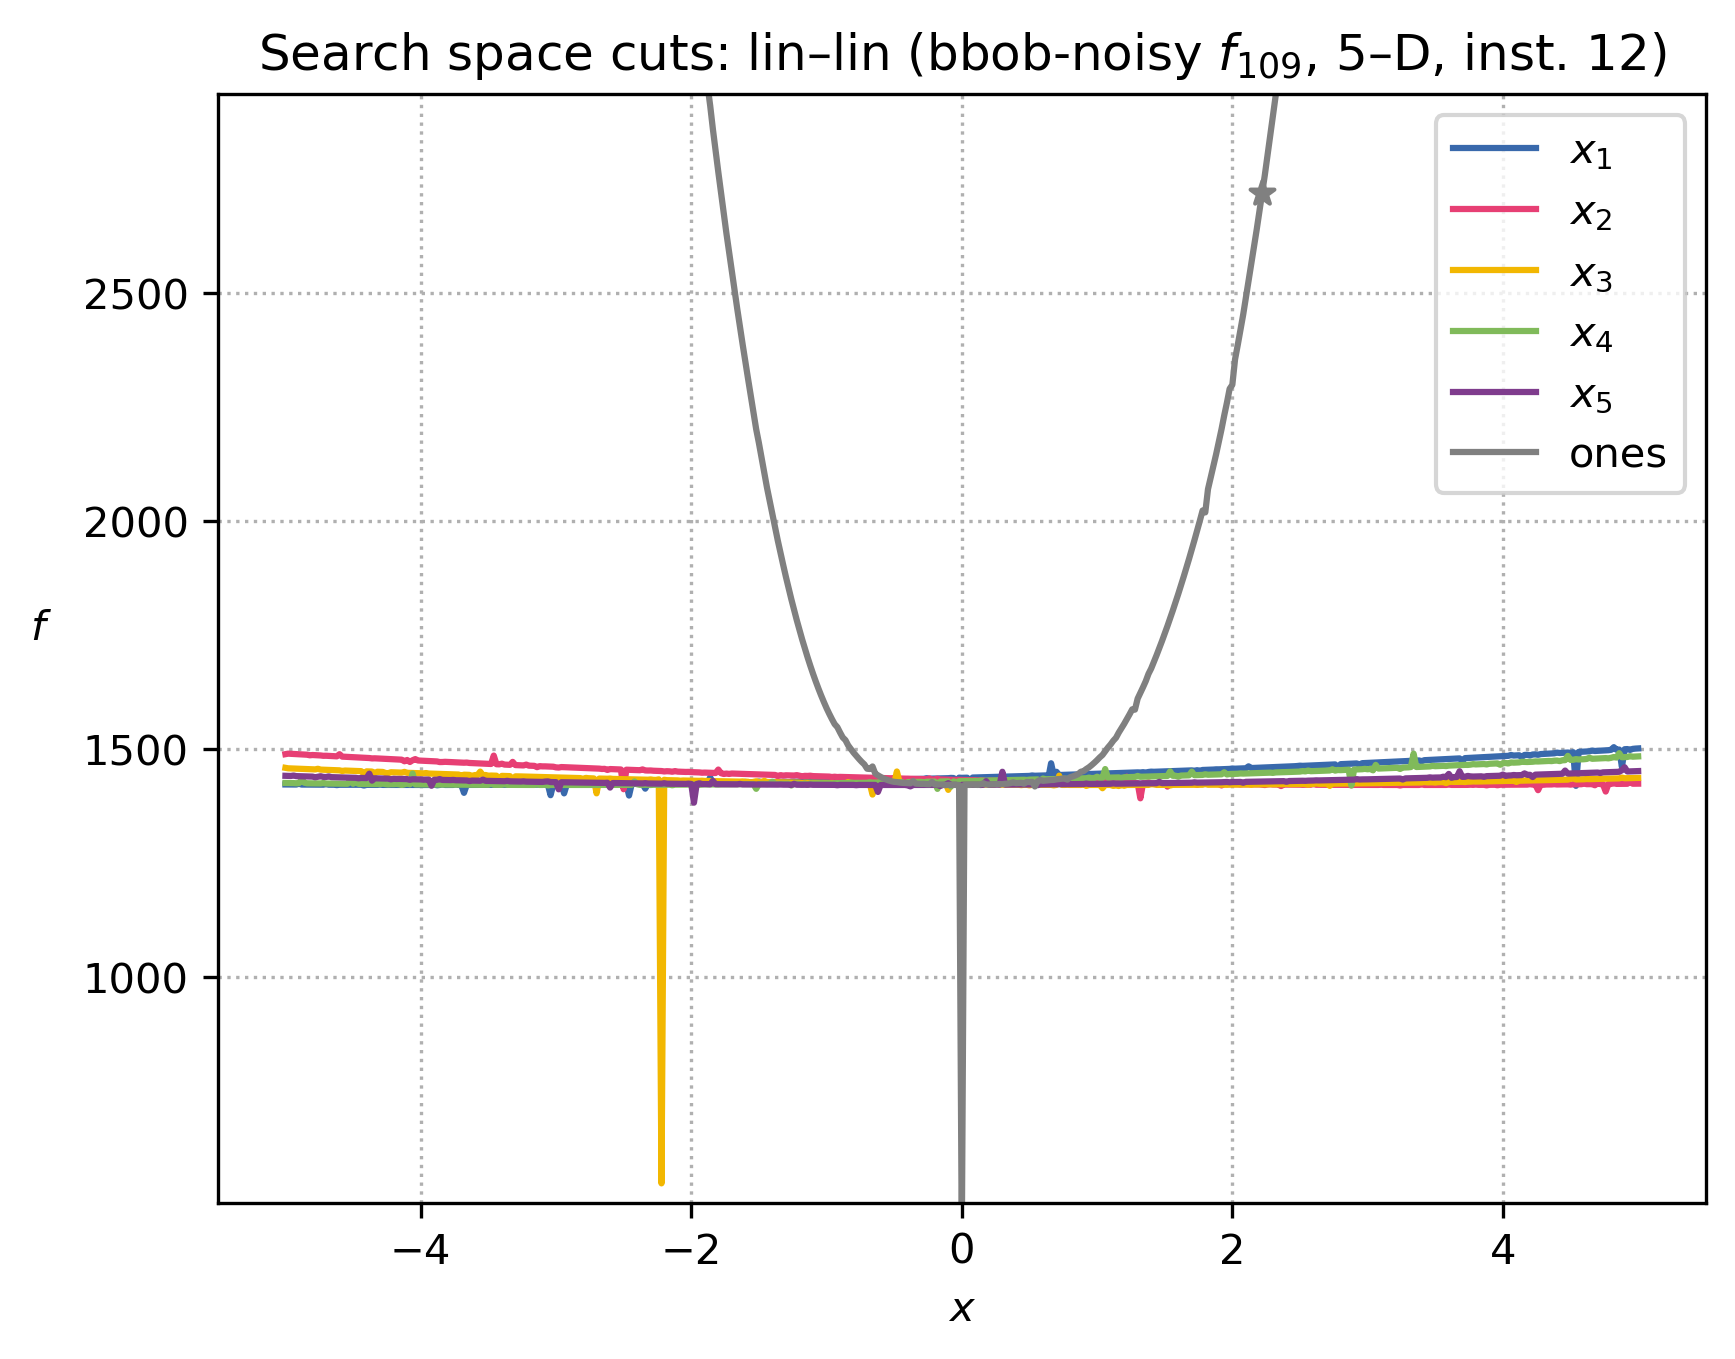 Search space cuts: lin–lin (bbob-noisy f₁₀₉, 5–D, inst. 12)
x₁
x₂
x₃
x₄
x₅
ones
2500
2000
1500
1000
f
−4
−2
0
2
4
x